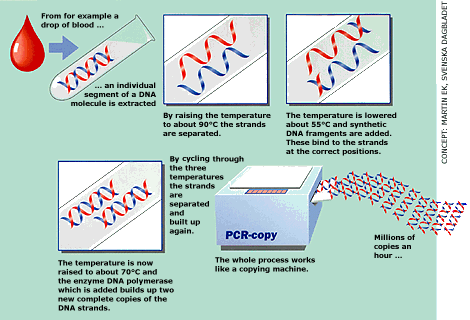 From for example a
drop of blood ...
... an individual
segment of a DNA
molecule is extracted
By raising the temperature
to about 90°C the strands
are separated.
The temperature is lowered
about 55°C and synthetic
DNA framgents are added.
These bind to the strands
at the correct positions.
The temperature is now
raised to about 70°C and
the enzyme DNA polymerase
which is added builds up two
new complete copies of the
DNA strands.
By cycling through
the three
temperatures
the strands
are
separated
and
built up
again.
PCR-copy
The whole process works
like a copying machine.
Millions of
copies an
hour ...
CONCEPT: MARTIN EK, SVENSKA DAGBLADET